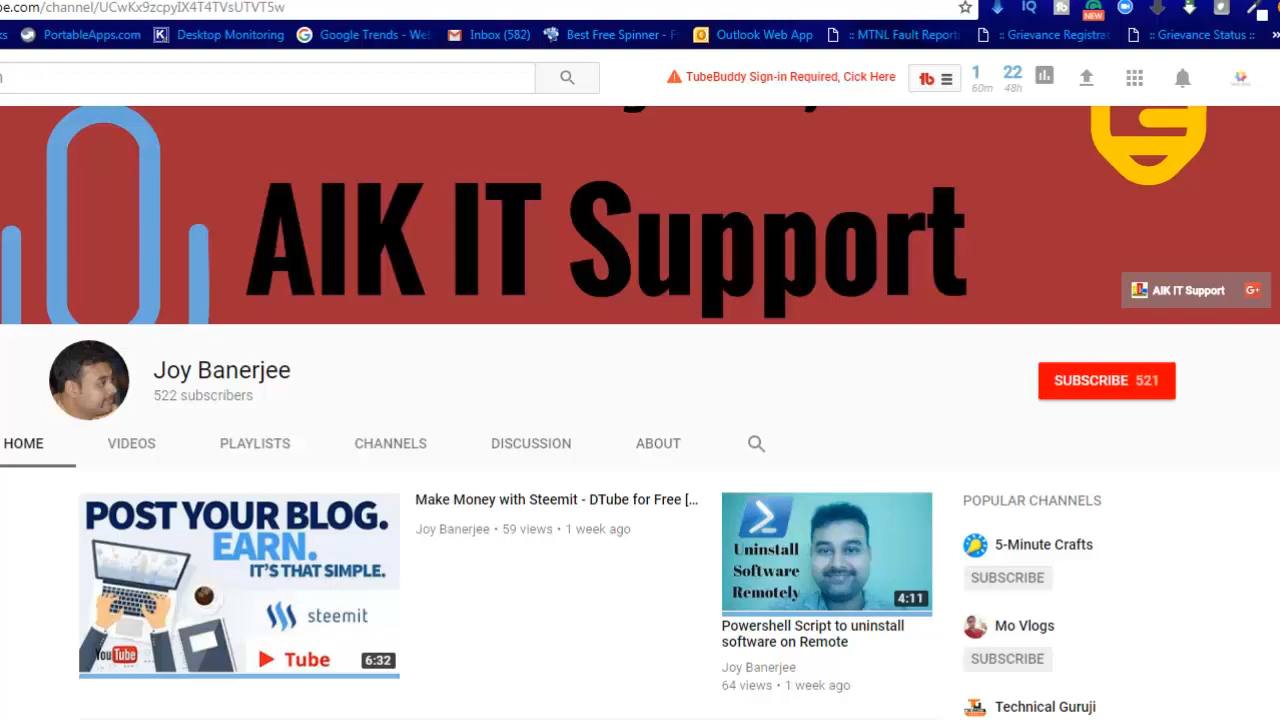 be.com/channel/UCwKx9zcpyIX4T4TVsUTVT5w
ks PortableApps.com Desktop Monitoring Google Trends - We Inbox (582) Best Free Spinner - F Outlook Web App :: MTNL Fault Report :: Grievance Registra :: Grievance Status ::
TubeBuddy Sign-in Required, Click Here
tb
1 60m
22 48h
NEW
AIK IT Support
AIK IT Support G+
Joy Banerjee
522 subscribers
SUBSCRIBE 521
HOME VIDEOS PLAYLISTS CHANNELS DISCUSSION ABOUT
POST YOUR BLOG.
EARN.
IT'S THAT SIMPLE.
steemit
YouTube
Tube
6:32
Make Money with Steemit - DTube for Free [...
Joy Banerjee • 59 views • 1 week ago
Uninstall
Software
Remotely
4:11
Powershell Script to uninstall
software on Remote
Joy Banerjee
64 views • 1 week ago
POPULAR CHANNELS
5-Minute Crafts
SUBSCRIBE
Mo Vlogs
SUBSCRIBE
Technical Guruji